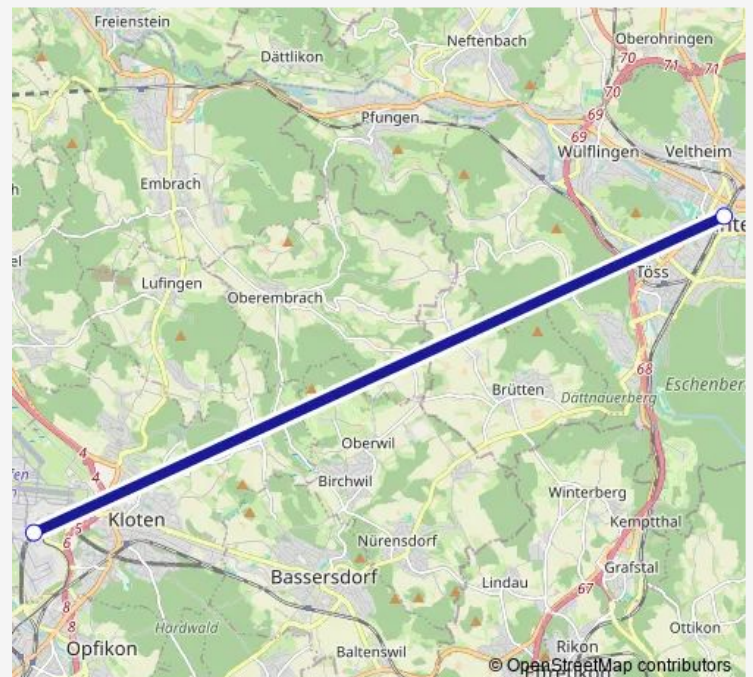 Freienstein
Dättlikon
Neftenbach
Oberohringen
70
71
71
70
69
69
Pfungen
Wülflingen
Veltheim
Embrach
Töss
Lufingen
Oberembrach
68
Eschenber
Brütten
Dättnauerberg
4
4
Oberwil
Birchwil
Winterberg
5
6
Kloten
Kemptthal
Nürensdorf
Bassersdorf
Grafstal
Lindau
67
8
8
Hardwald
Ottikon
Opfikon
Baltenswil
Rikon
© OpenStreetMap contributors